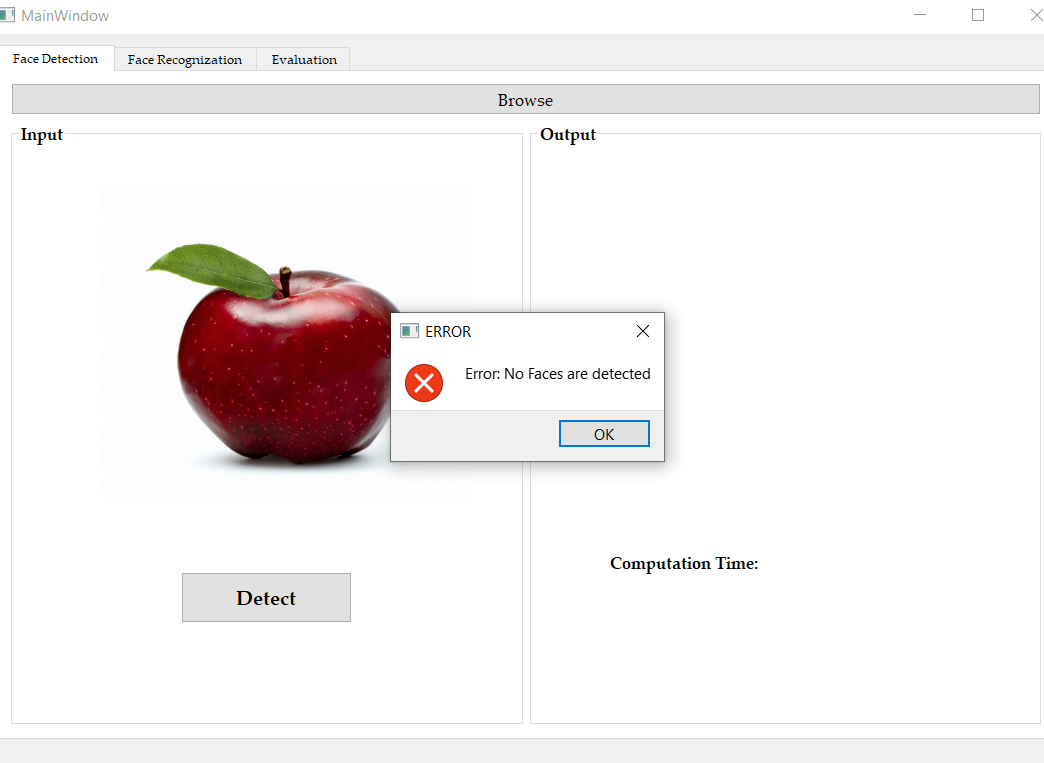 MainWindow
Face Detection
Face Recognization
Evaluation
Browse
Input
Output
ERROR
Error: No Faces are detected
OK
Computation Time:
Detect